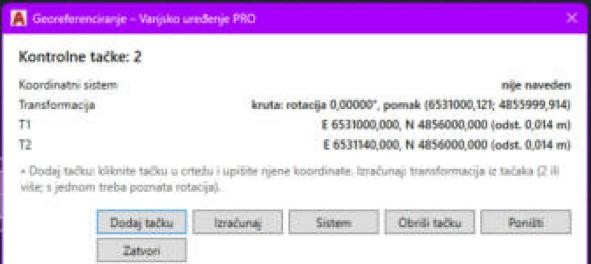 Georeferenciranje – Vanjsko uređenje PRO
Kontrolne tačke: 2
Koordinatni sistem nije naveden
Transformacija kruta: rotacija 0,00000°, pomak (6531000,121; 4855999,914)
T1 E 6531000,000, N 4856000,000 (odst. 0,014 m)
T2 E 6531140,000, N 4856000,000 (odst. 0,014 m)
• Dodaj tačku: kliknite tačku u crtežu i upišite njene koordinate. Izračunaj: transformacija iz tačaka (2 ili
više; s jednom treba poznata rotacija).
Dodaj tačku Izračunaj Sistem Obriši tačku Poništi
Zatvori